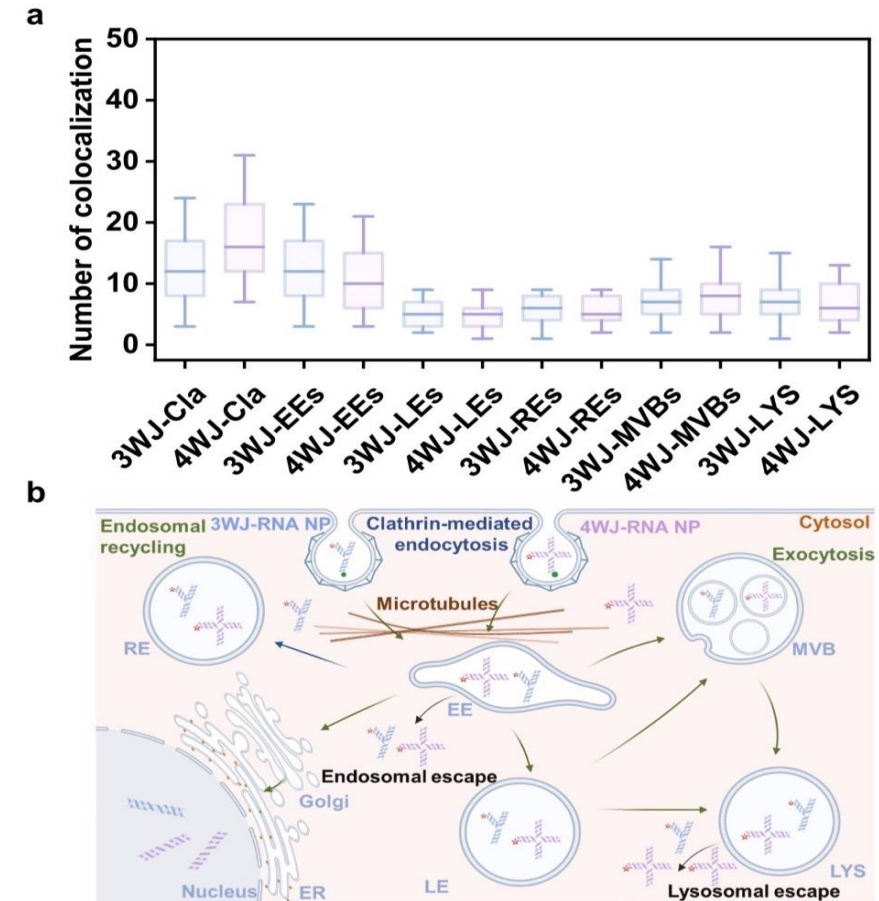 a
Number of colocalization
50
40
30
20
10
0
3WJ-Cla
4WJ-Cla
3WJ-EEs
4WJ-EEs
3WJ-LEs
4WJ-LEs
3WJ-REs
4WJ-REs
3WJ-MVBs
4WJ-MVBs
3WJ-LYS
4WJ-LYS
b
Endosomal
recycling
3WJ-RNA NP
Clathrin-mediated
endocytosis
4WJ-RNA NP
Cytosol
Exocytosis
Microtubules
RE
MVB
EE
Endosomal escape
Golgi
Nucleus
ER
LE
LYS
Lysosomal escape